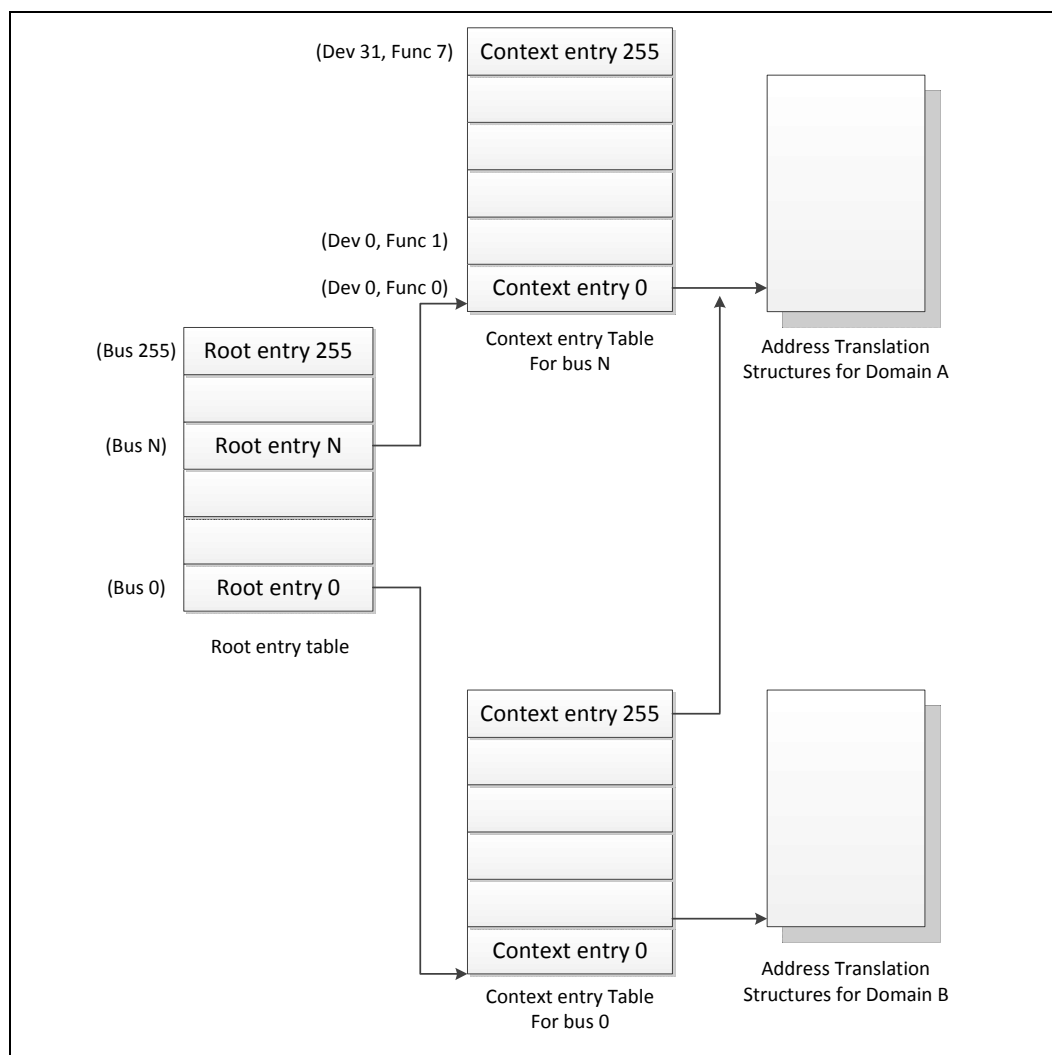 (Dev 31, Func 7)
Context entry 255
(Dev 0, Func 1)
(Dev 0, Func 0)
Context entry 0
Context entry Table
For bus N
Address Translation
Structures for Domain A
(Bus 255)
Root entry 255
(Bus N)
Root entry N
(Bus 0)
Root entry 0
Root entry table
Context entry 255
Context entry 0
Context entry Table
For bus 0
Address Translation
Structures for Domain B